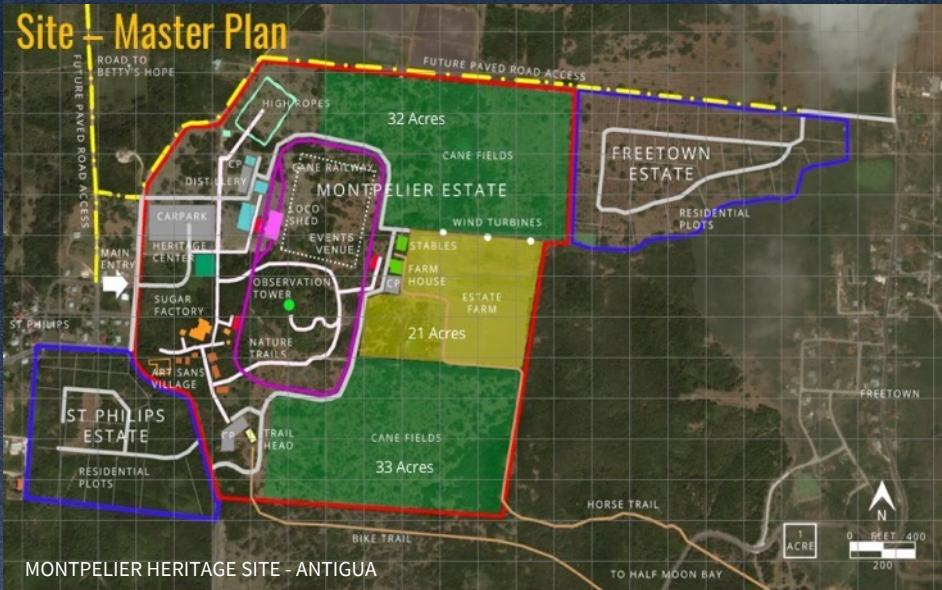 Site – Master Plan
ROAD TO
BETTY'S HOPE
FUTURE PAVED ROAD ACCESS
FUTURE PAVED ROAD ACCESS
HIGH ROPES
32 Acres
CANE FIELDS
CP
DISTILLERY
CANE RAILWAY
MONTPELIER ESTATE
FREETOWN
ESTATE
RESIDENTIAL
PLOTS
CARPARK
LOCO
SHED
WIND TURBINES
HERITAGE
CENTER
EVENTS
VENUE
STABLES
MAIN
ENTRY
FARM
HOUSE
CP
OBSERVATION
TOWER
ESTATE
FARM
SUGAR
FACTORY
21 Acres
ST PHILIPS
NATURE
TRAILS
ARTISANS
VILLAGE
FREETOWN
ST PHILIPS
ESTATE
CP
TRAIL
HEAD
CANE FIELDS
33 Acres
RESIDENTIAL
PLOTS
HORSE TRAIL
N
1
ACRE
0 FEET 400
200
BIKE TRAIL
TO HALF MOON BAY
MONTPELIER HERITAGE SITE - ANTIGUA